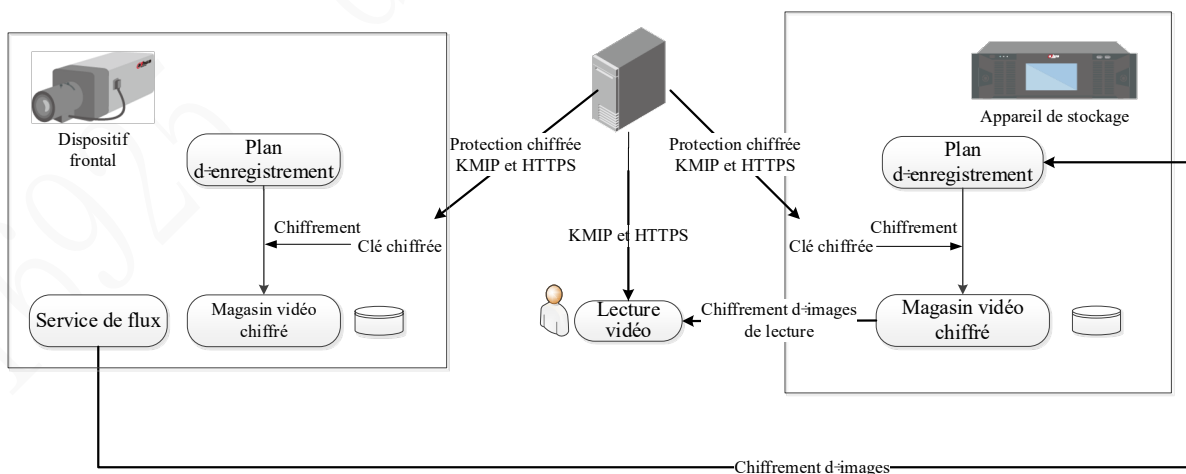 Dispositif
frontal
Plan
d÷enregistrement
Chiffrement
Clé chiffrée
Service de flux
Magasin vidéo
chiffré
Protection chiffrée
KMIP et HTTPS
KMIP et HTTPS
Lecture
vidéo
Protection chiffrée
KMIP et HTTPS
Chiffrement d÷images
de lecture
Appareil de stockage
Plan
d÷enregistrement
Chiffrement
Clé chiffrée
Magasin vidéo
chiffré
Chiffrement d÷images